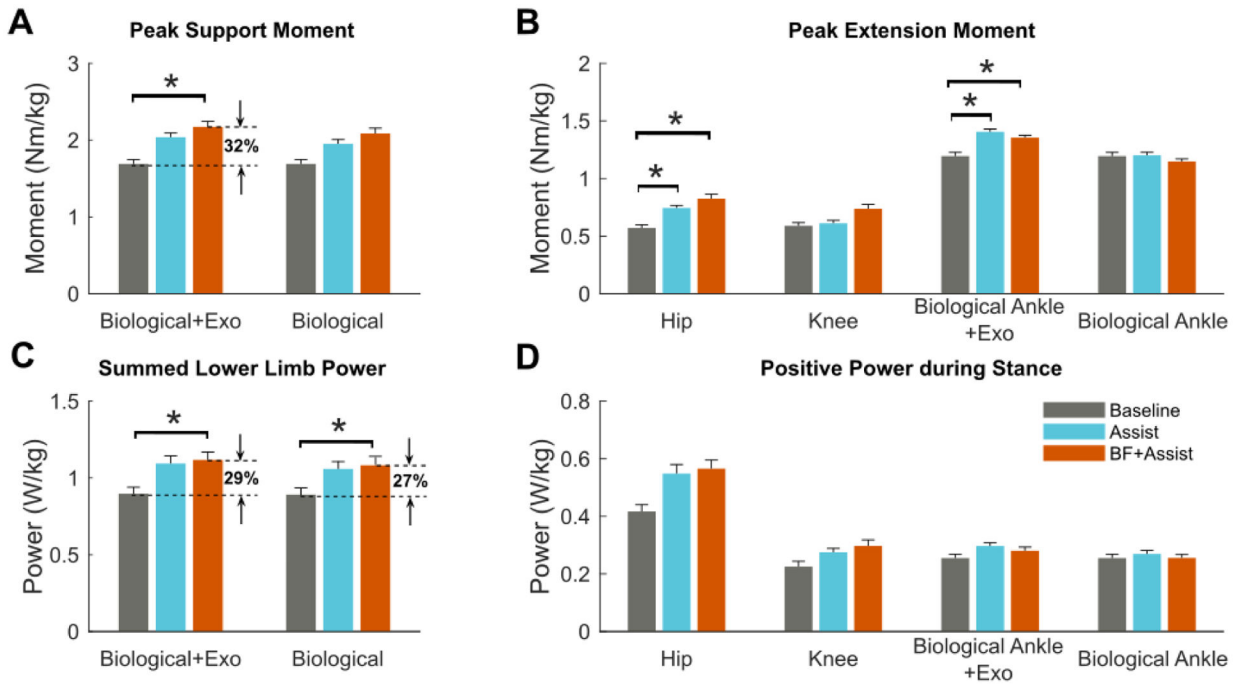 A
Peak Support Moment
Moment (Nm/kg)
3
2
1
0
*
32%
Biological+Exo
Biological
B
Peak Extension Moment
Moment (Nm/kg)
2
1.5
1
0.5
0
*
*
*
*
Hip
Knee
Biological Ankle
+Exo
Biological Ankle
C
Summed Lower Limb Power
Power (W/kg)
1.5
1
0.5
0
*
29%
*
27%
Biological+Exo
Biological
D
Positive Power during Stance
Power (W/kg)
0.8
0.6
0.4
0.2
0
Baseline
Assist
BF+Assist
Hip
Knee
Biological Ankle
+Exo
Biological Ankle